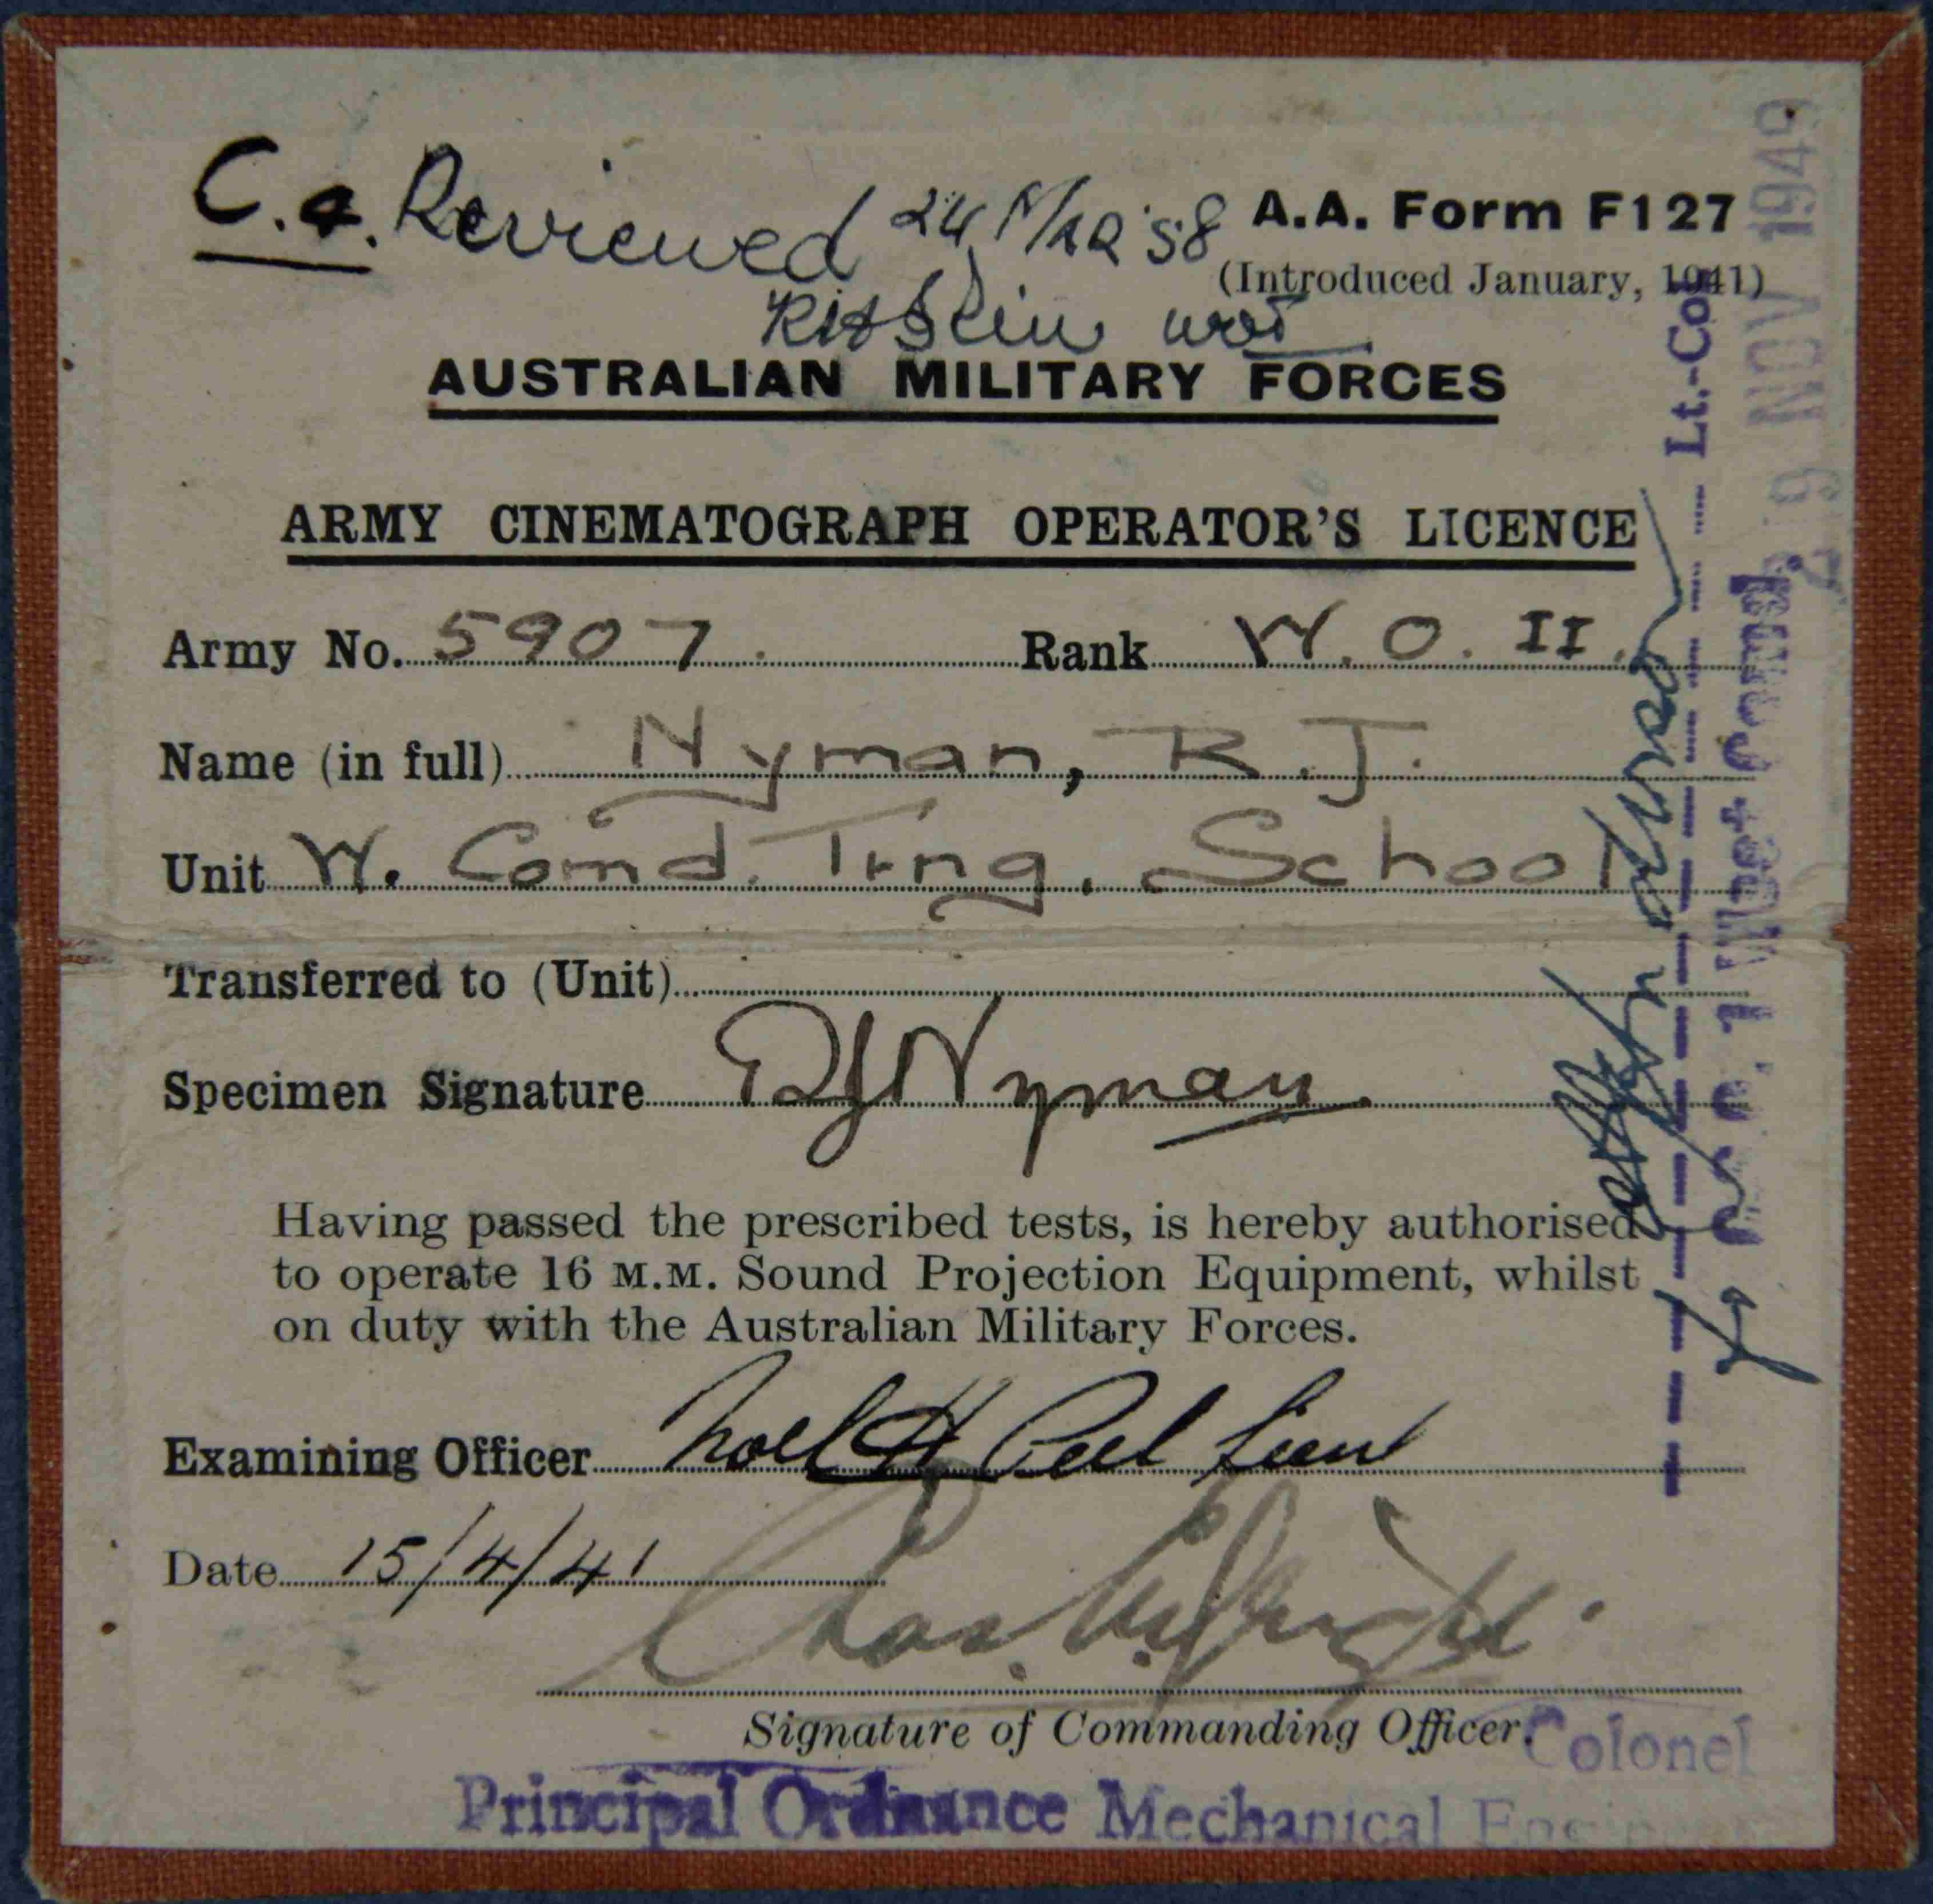 C.a. Reviewed 24 Mar '58
A.A. Form F127
(Introduced January, 1941)
AUSTRALIAN MILITARY FORCES
ARMY CINEMATOGRAPH OPERATOR'S LICENCE
Army No. 5907. Rank W.O. II.
Name (in full) Nyman, R.J.
Unit W. Comd. Trng. School
Transferred to (Unit)
Specimen Signature RJNyman
Having passed the prescribed tests, is hereby authorised
to operate 16 M.M. Sound Projection Equipment, whilst
on duty with the Australian Military Forces.
Examining Officer Noel H Peel Lieut
Date 15/4/41
Signature of Commanding Officer.
Colonel
Principal Ordnance Mechanical Engineer
Lt.-Col.
29 NOV 1949